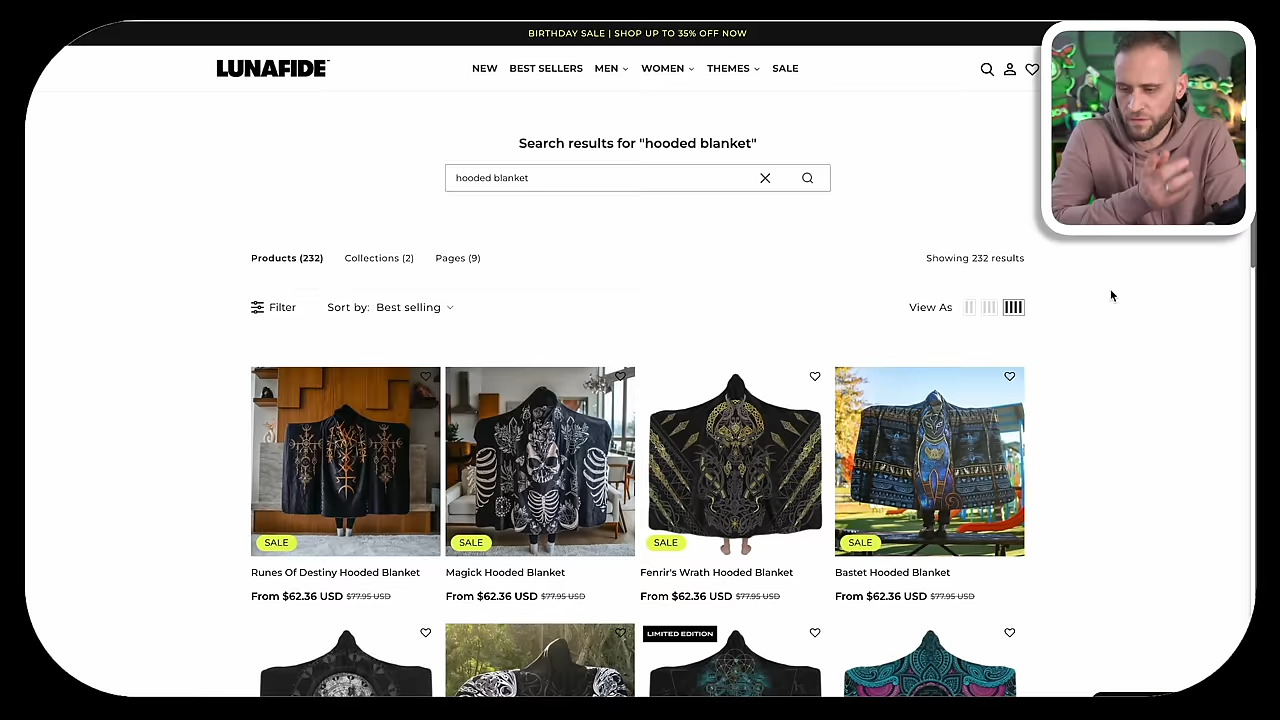 BIRTHDAY SALE | SHOP UP TO 35% OFF NOW
LUNAFIDE™
NEW BEST SELLERS MEN WOMEN THEMES SALE
Search results for "hooded blanket"
hooded blanket
Products (232) Collections (2) Pages (9) Showing 232 results
Filter Sort by: Best selling View As
SALE SALE SALE SALE
Runes Of Destiny Hooded Blanket Magick Hooded Blanket Fenrir's Wrath Hooded Blanket Bastet Hooded Blanket
From $62.36 USD $77.95 USD From $62.36 USD $77.95 USD From $62.36 USD $77.95 USD From $62.36 USD $77.95 USD
LIMITED EDITION